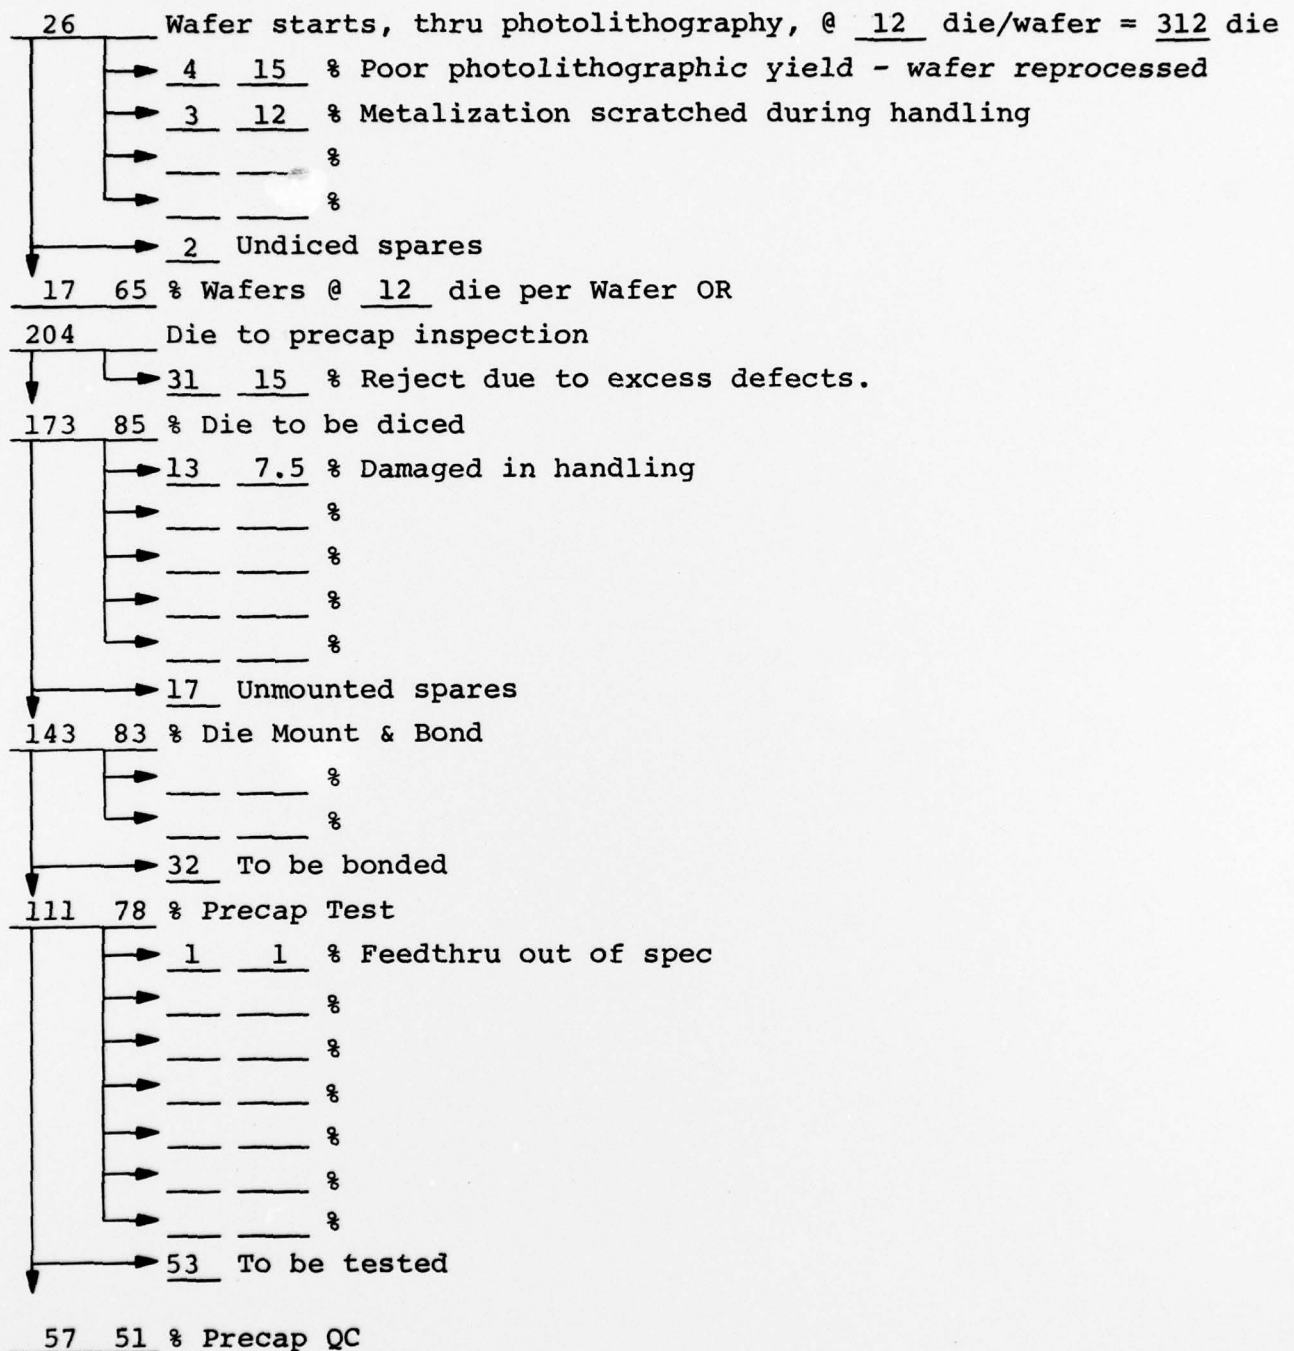 26 Wafer starts, thru photolithography, @ 12 die/wafer = 312 die
4 15 % Poor photolithographic yield - wafer reprocessed
3 12 % Metalization scratched during handling
%
%
2 Undiced spares
17 65 % Wafers @ 12 die per Wafer OR
204 Die to precap inspection
31 15 % Reject due to excess defects.
173 85 % Die to be diced
13 7.5 % Damaged in handling
%
%
%
%
17 Unmounted spares
143 83 % Die Mount & Bond
%
%
32 To be bonded
111 78 % Precap Test
1 1 % Feedthru out of spec
%
%
%
%
%
%
53 To be tested
57 51 % Precap QC